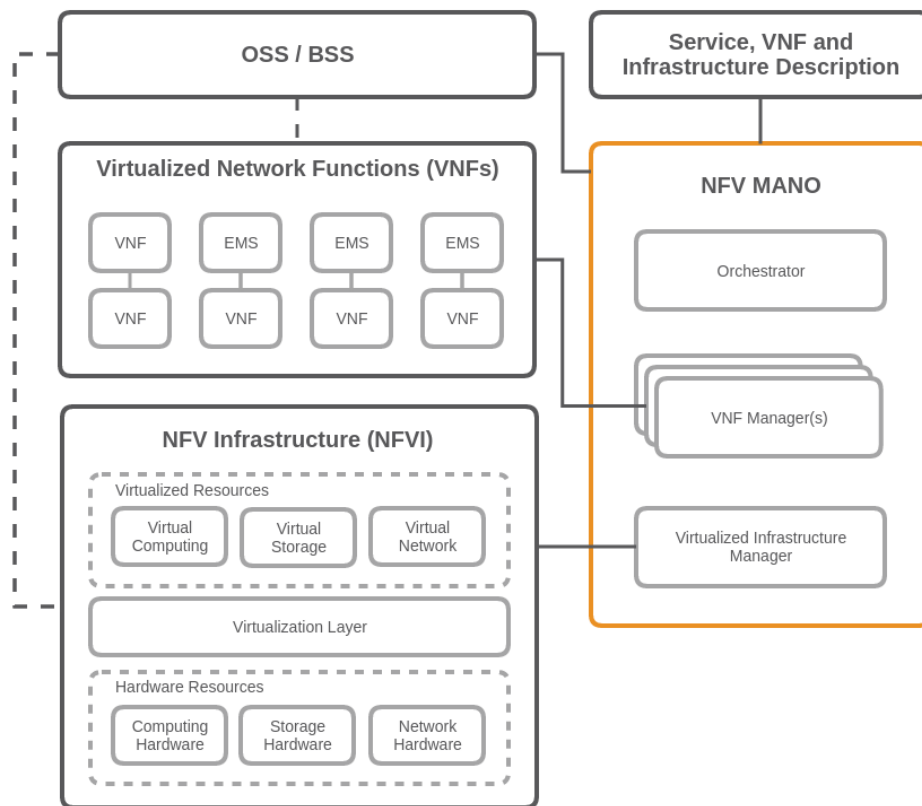 OSS / BSS
Service, VNF and
Infrastructure Description
Virtualized Network Functions (VNFs)
VNF
EMS
EMS
EMS
VNF
VNF
VNF
VNF
NFV MANO
Orchestrator
VNF Manager(s)
Virtualized Infrastructure
Manager
NFV Infrastructure (NFVI)
Virtualized Resources
Virtual
Computing
Virtual
Storage
Virtual
Network
Virtualization Layer
Hardware Resources
Computing
Hardware
Storage
Hardware
Network
Hardware